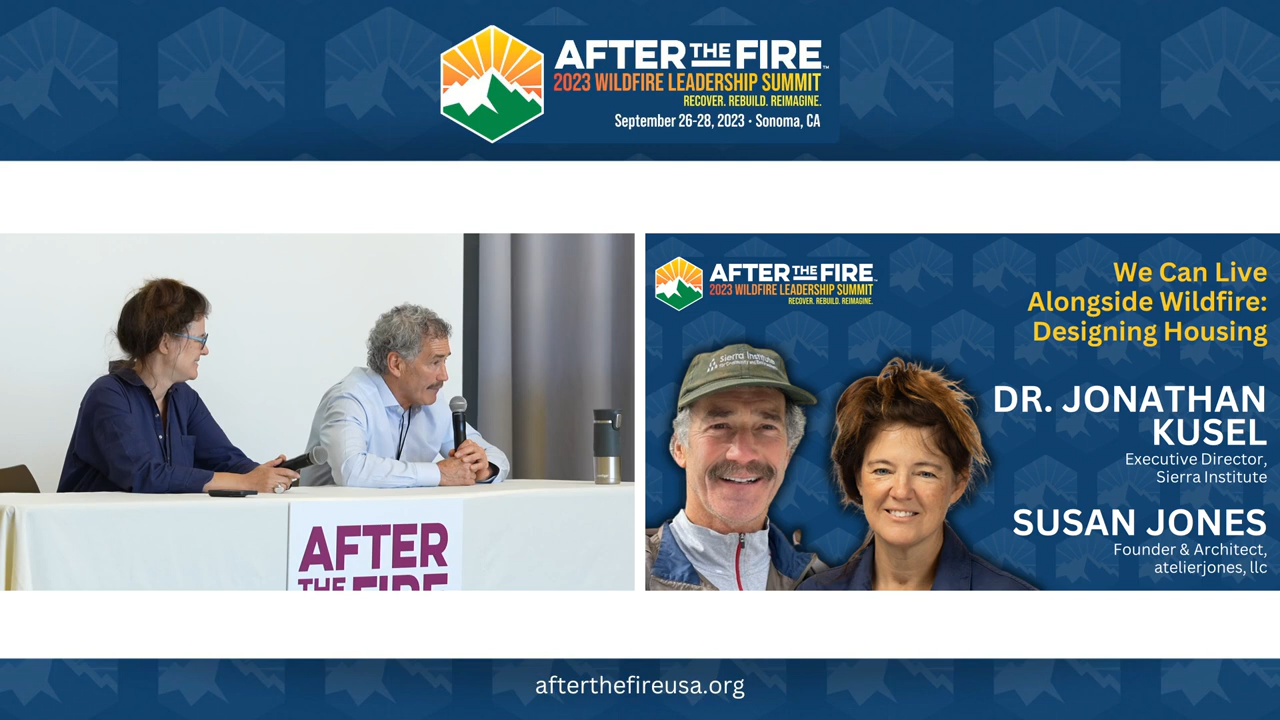 AFTER THE FIRE™
2023 WILDFIRE LEADERSHIP SUMMIT
RECOVER. REBUILD. REIMAGINE.
September 26-28, 2023 • Sonoma, CA
AFTER
THE FIRE
AFTER THE FIRE
2023 WILDFIRE LEADERSHIP SUMMIT
RECOVER. REBUILD. REIMAGINE.
We Can Live
Alongside Wildfire:
Designing Housing
Sierra Institute
DR. JONATHAN
KUSEL
Executive Director,
Sierra Institute
SUSAN JONES
Founder & Architect,
atelierjones, llc
afterthefireusa.org